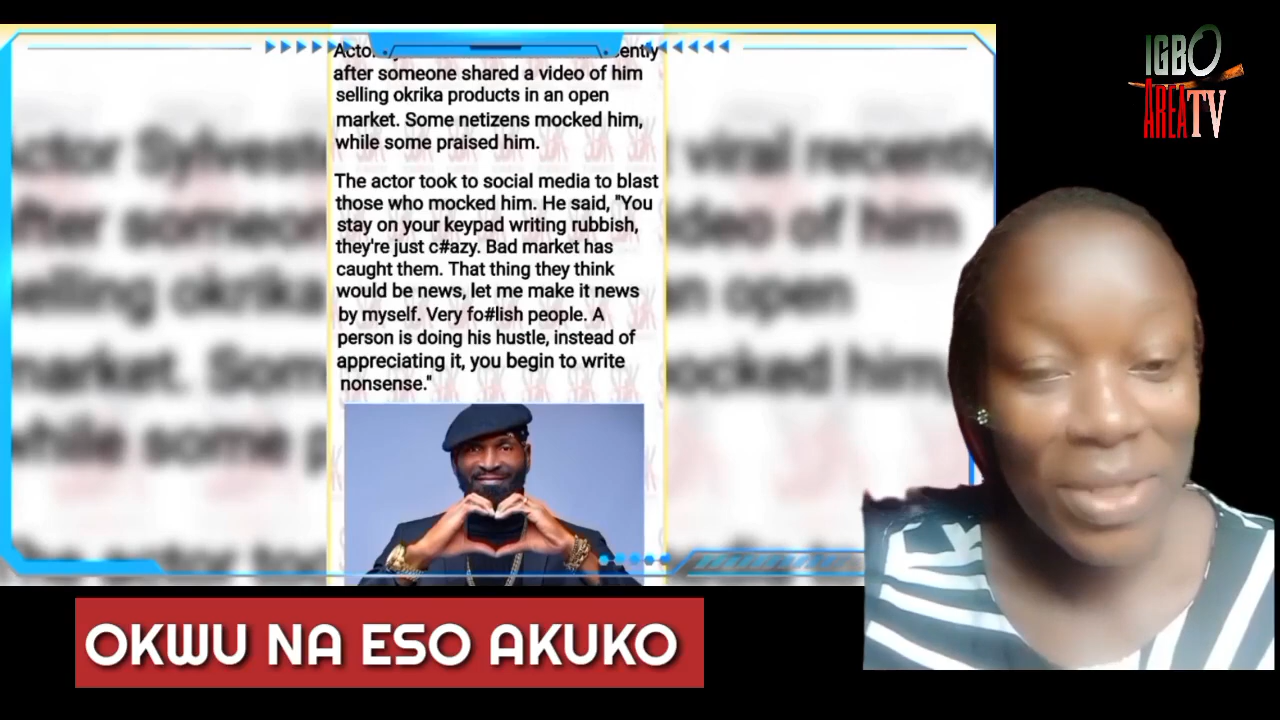 IGBO
AREATV
after someone shared a video of him
selling okrika products in an open
market. Some netizens mocked him,
while some praised him.
The actor took to social media to blast
those who mocked him. He said, "You
stay on your keypad writing rubbish,
they're just c#azy. Bad market has
caught them. That thing they think
would be news, let me make it news
by myself. Very fo#lish people. A
person is doing his hustle, instead of
appreciating it, you begin to write
nonsense."
OKWU NA ESO AKUKO